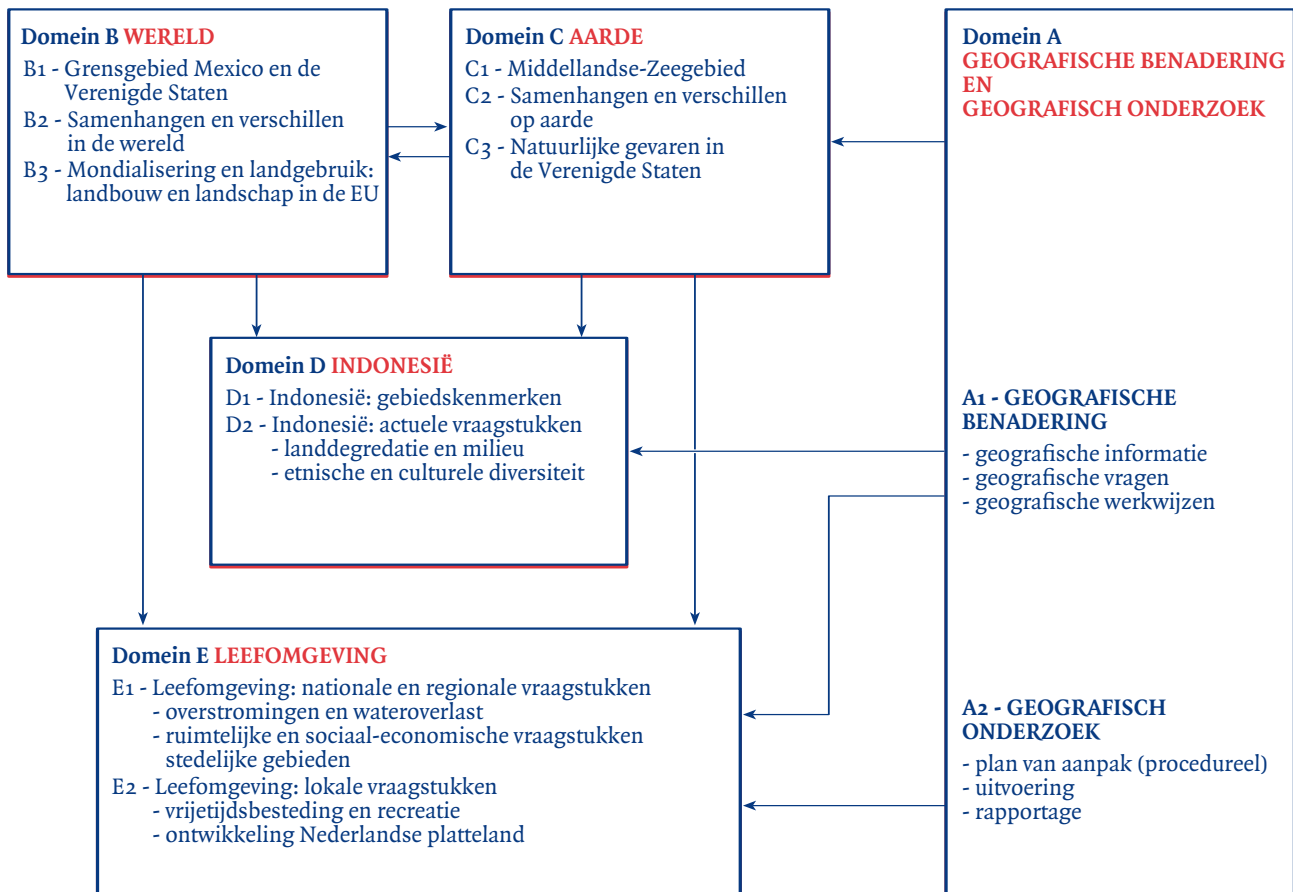 Domein B WERELD
B1 - Grensgebied Mexico en de
Verenigde Staten
B2 - Samenhangen en verschillen
in de wereld
B3 - Mondialisering en landgebruik:
landbouw en landschap in de EU
Domein C AARDE
C1 - Middellandse-Zeegebied
C2 - Samenhangen en verschillen
op aarde
C3 - Natuurlijke gevaren in
de Verenigde Staten
Domein A
GEOGRAFISCHE BENADERING
EN
GEOGRAFISCH ONDERZOEK
Domein D INDONESIË
D1 - Indonesië: gebiedskenmerken
D2 - Indonesië: actuele vraagstukken
- landdegredatie en milieu
- etnische en culturele diversiteit
A1 - GEOGRAFISCHE
BENADERING
- geografische informatie
- geografische vragen
- geografische werkwijzen
Domein E LEEFOMGEVING
E1 - Leefomgeving: nationale en regionale vraagstukken
- overstromingen en wateroverlast
- ruimtelijke en sociaal-economische vraagstukken
stedelijke gebieden
E2 - Leefomgeving: lokale vraagstukken
- vrijetijdsbesteding en recreatie
- ontwikkeling Nederlandse platteland
A2 - GEOGRAFISCH
ONDERZOEK
- plan van aanpak (procedureel)
- uitvoering
- rapportage